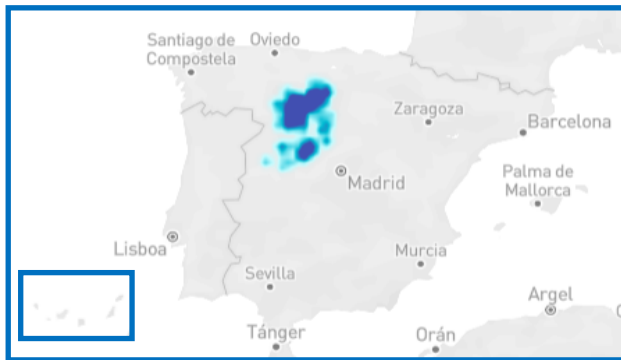 Santiago de
Compostela
Oviedo
Zaragoza
Barcelona
Madrid
Palma de
Mallorca
Lisboa
Murcia
Sevilla
Argel
Tánger
Orán